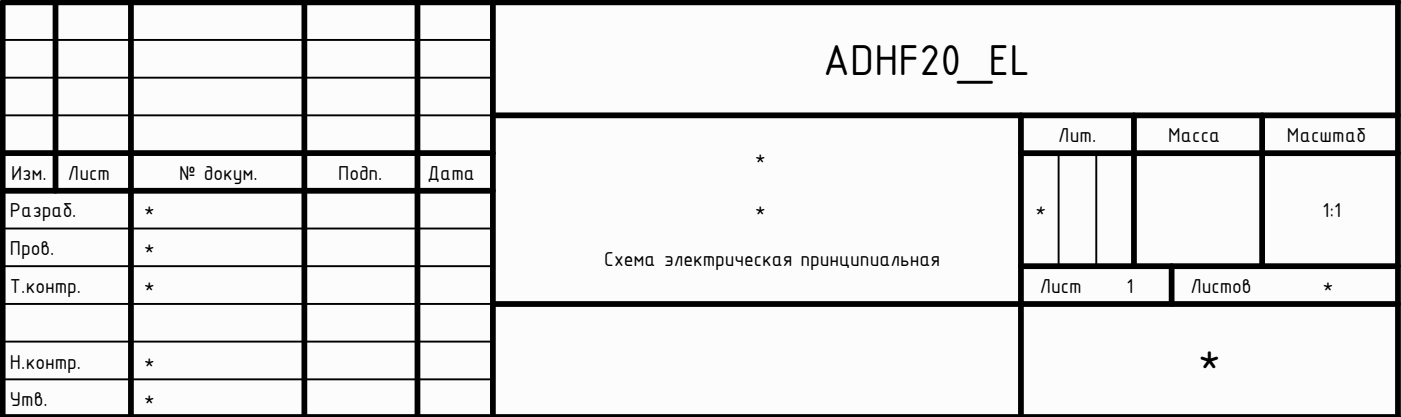 ADHF20__EL
Лит. Масса Масштаб
*
Изм. Лист № докум. Подп. Дата
Разраб. * * * 1:1
Пров. *
Схема электрическая принципиальная
Т.контр. * Лист 1 Листов *
Н.контр. * *
Утв. *